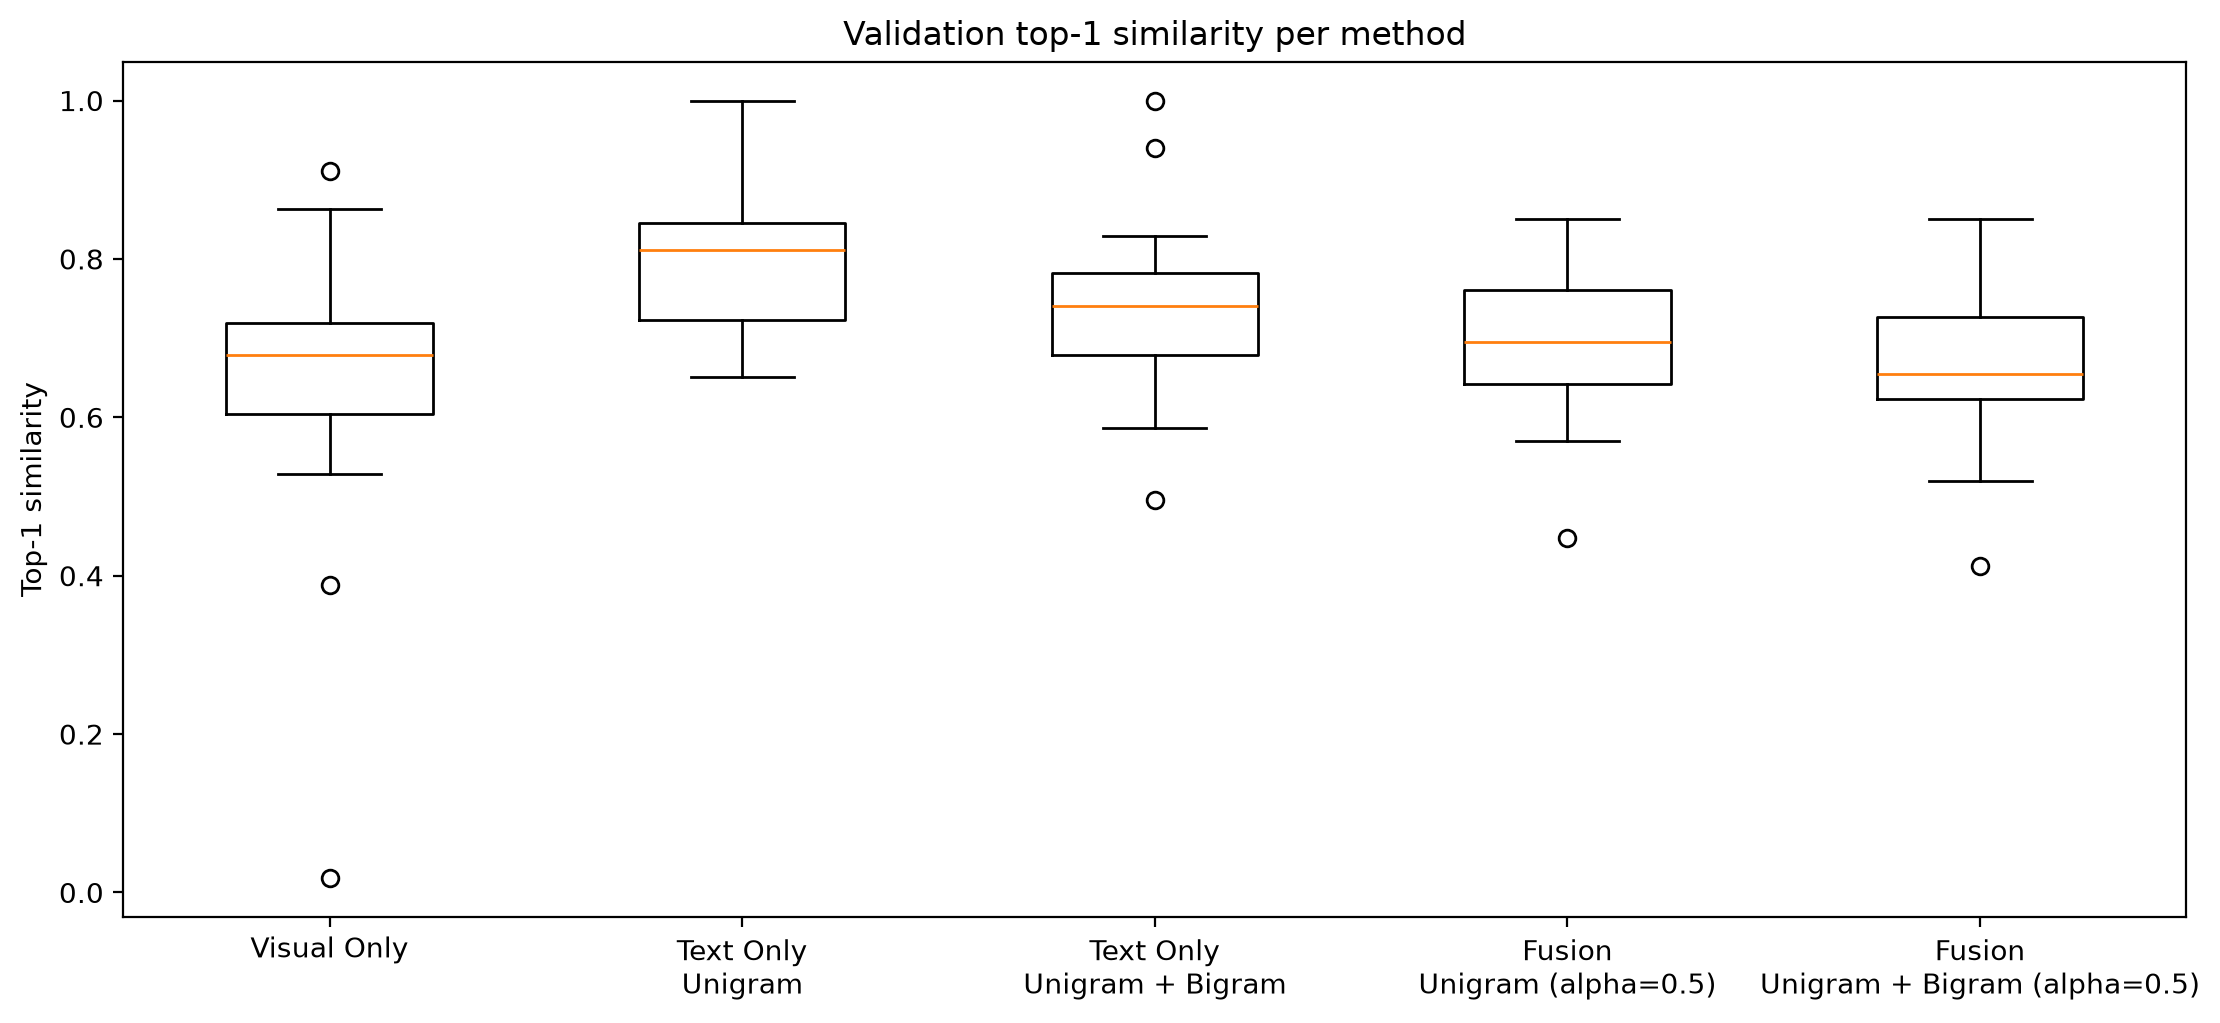 Validation top-1 similarity per method
Top-1 similarity
1.0
0.8
0.6
0.4
0.2
0.0
Visual Only
Text Only
Unigram
Text Only
Unigram + Bigram
Fusion
Unigram (alpha=0.5)
Fusion
Unigram + Bigram (alpha=0.5)